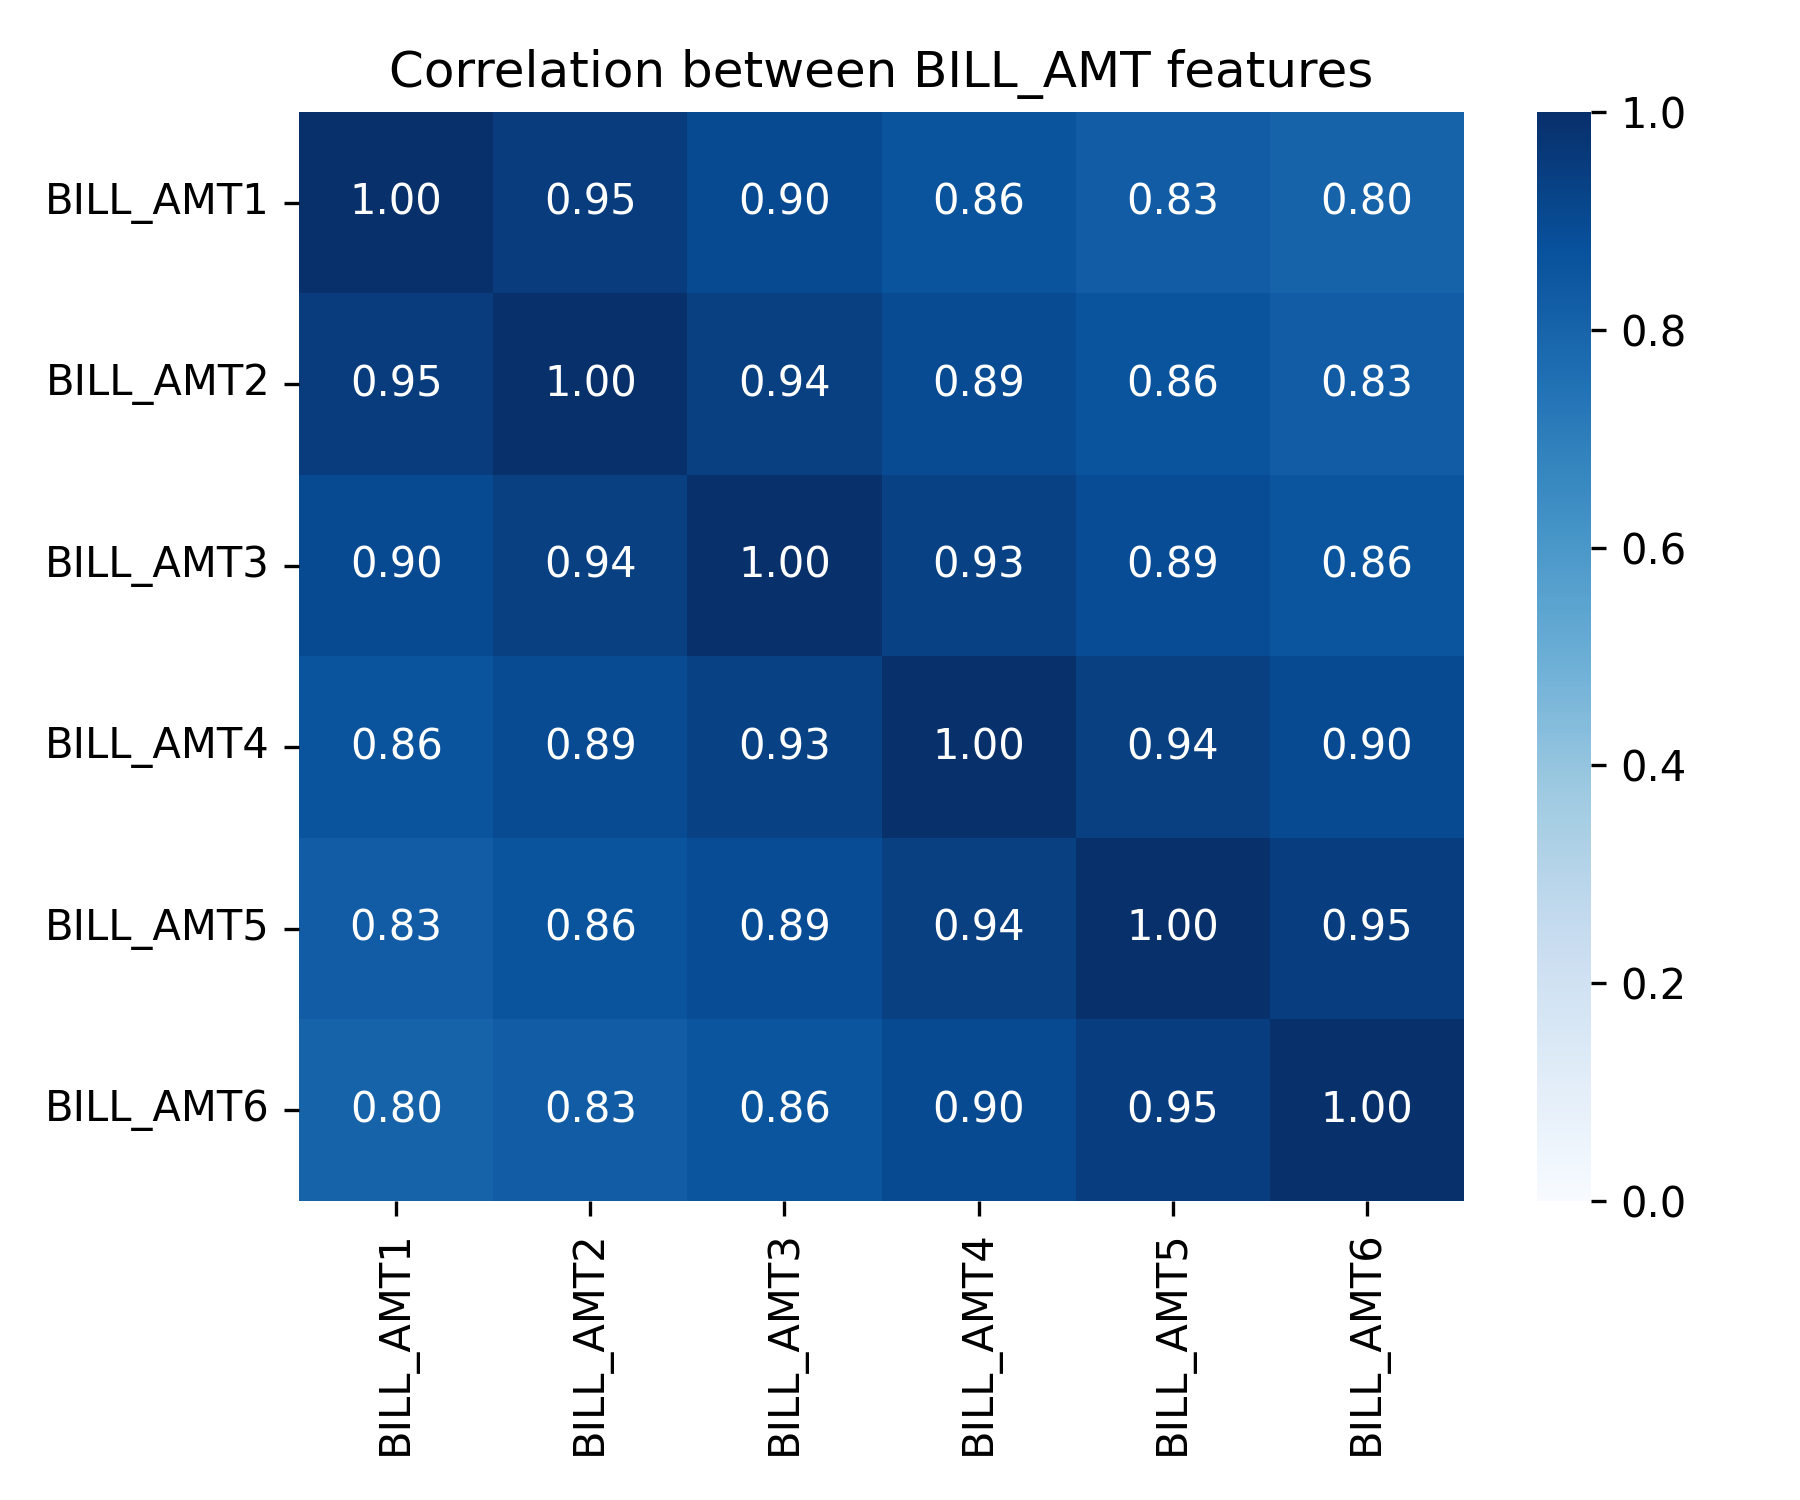 Correlation between BILL_AMT features
BILL_AMT1 1.00 0.95 0.90 0.86 0.83 0.80
BILL_AMT2 0.95 1.00 0.94 0.89 0.86 0.83
BILL_AMT3 0.90 0.94 1.00 0.93 0.89 0.86
BILL_AMT4 0.86 0.89 0.93 1.00 0.94 0.90
BILL_AMT5 0.83 0.86 0.89 0.94 1.00 0.95
BILL_AMT6 0.80 0.83 0.86 0.90 0.95 1.00
BILL_AMT1 BILL_AMT2 BILL_AMT3 BILL_AMT4 BILL_AMT5 BILL_AMT6
1.0
0.8
0.6
0.4
0.2
0.0